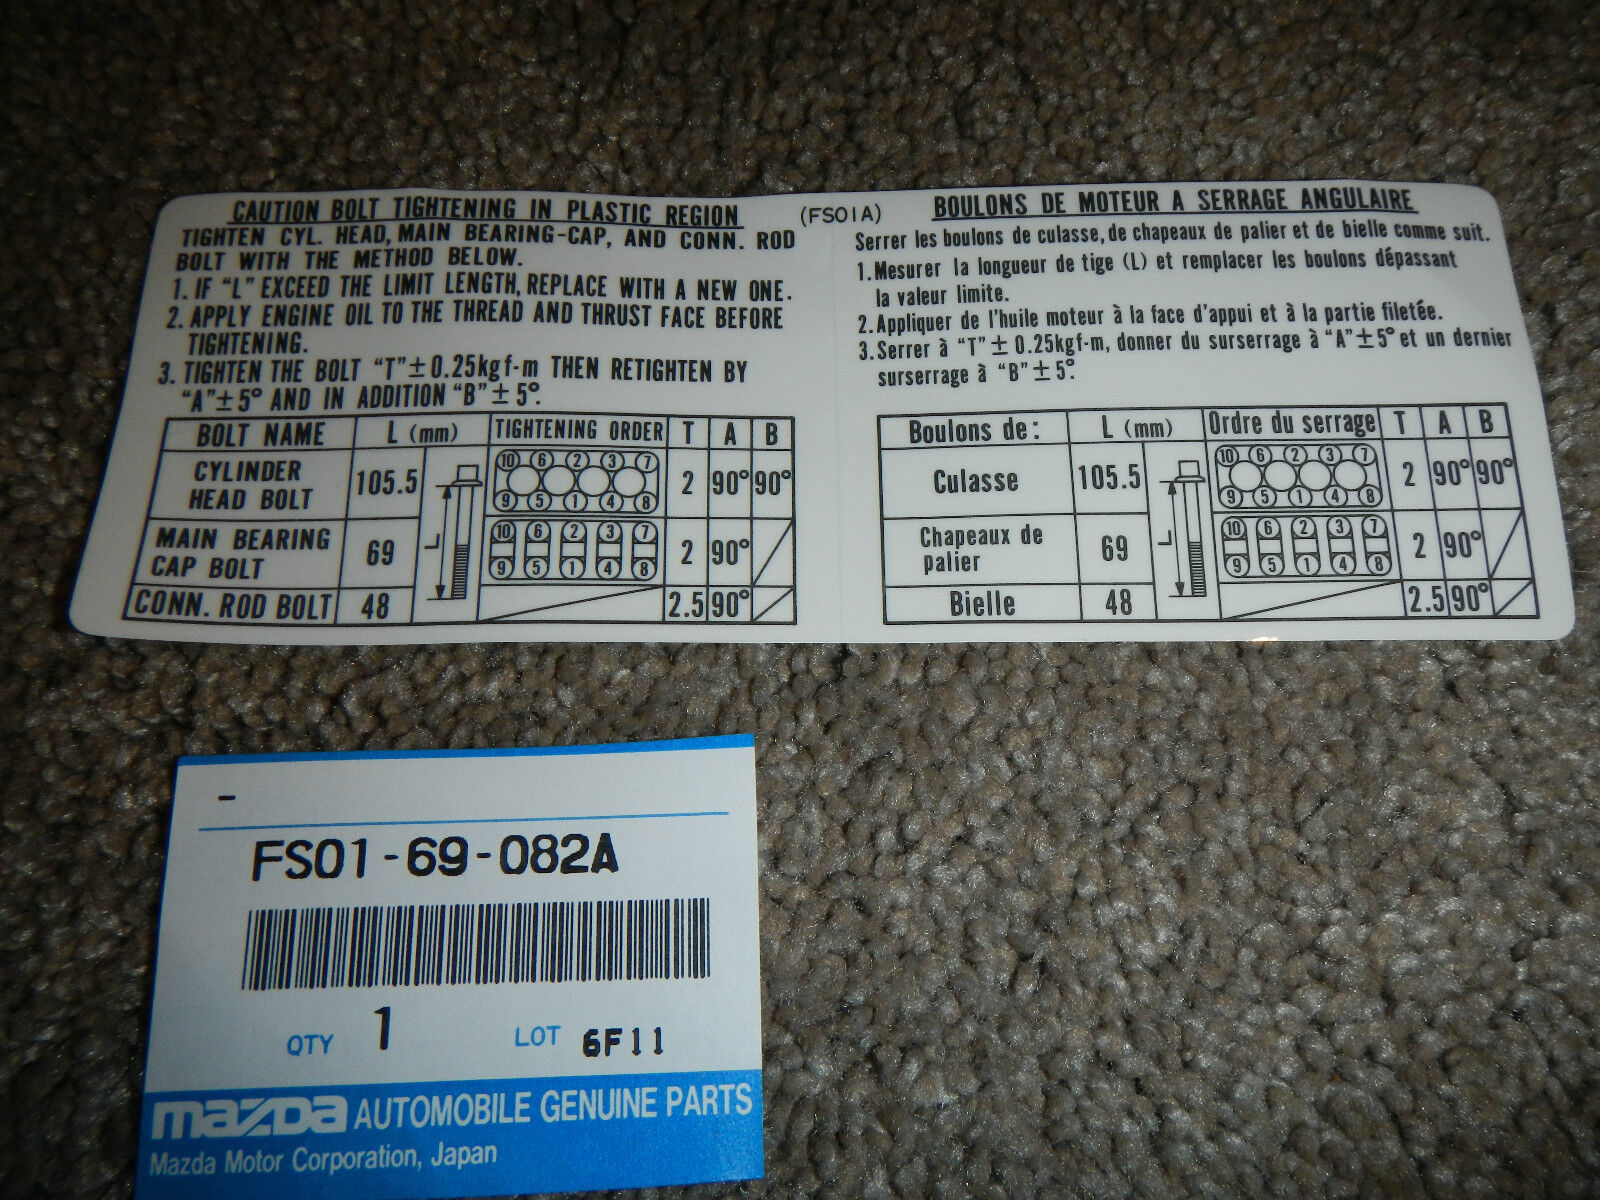 CAUTION BOLT TIGHTENING IN PLASTIC REGION
TIGHTEN CYL. HEAD, MAIN BEARING-CAP, AND CONN. ROD
BOLT WITH THE METHOD BELOW.
1. IF "L" EXCEED THE LIMIT LENGTH, REPLACE WITH A NEW ONE.
2. APPLY ENGINE OIL TO THE THREAD AND THRUST FACE BEFORE
TIGHTENING.
3. TIGHTEN THE BOLT "T"±0.25kgf-m THEN RETIGHTEN BY
"A"±5° AND IN ADDITION "B"±5°.
BOLT NAME L (mm) TIGHTENING ORDER T A B
CYLINDER
HEAD BOLT
105.5
10 6 2 3 7
9 5 1 4 8
2 90° 90°
MAIN BEARING
CAP BOLT
69
10 6 2 3 7
9 5 1 4 8
2 90°
L
CONN. ROD BOLT 48 2.5 90°
(FS01A)
BOULONS DE MOTEUR A SERRAGE ANGULAIRE
Serrer les boulons de culasse, de chapeaux de palier et de bielle comme suit.
1. Mesurer la longueur de tige (L) et remplacer les boulons dépassant
la valeur limite.
2. Appliquer de l'huile moteur à la face d'appui et à la partie filetée.
3. Serrer à "T"± 0.25kgf-m, donner du surserrage à "A"±5° et un dernier
surserrage à "B"±5°.
Boulons de: L (mm) Ordre du serrage T A B
Culasse 105.5
10 6 2 3 7
9 5 1 4 8
2 90° 90°
Chapeaux de
palier
69
10 6 2 3 7
9 5 1 4 8
2 90°
L
Bielle 48 2.5 90°
-
FS01-69-082A
QTY 1 LOT 6F11
mazda AUTOMOBILE GENUINE PARTS
Mazda Motor Corporation, Japan